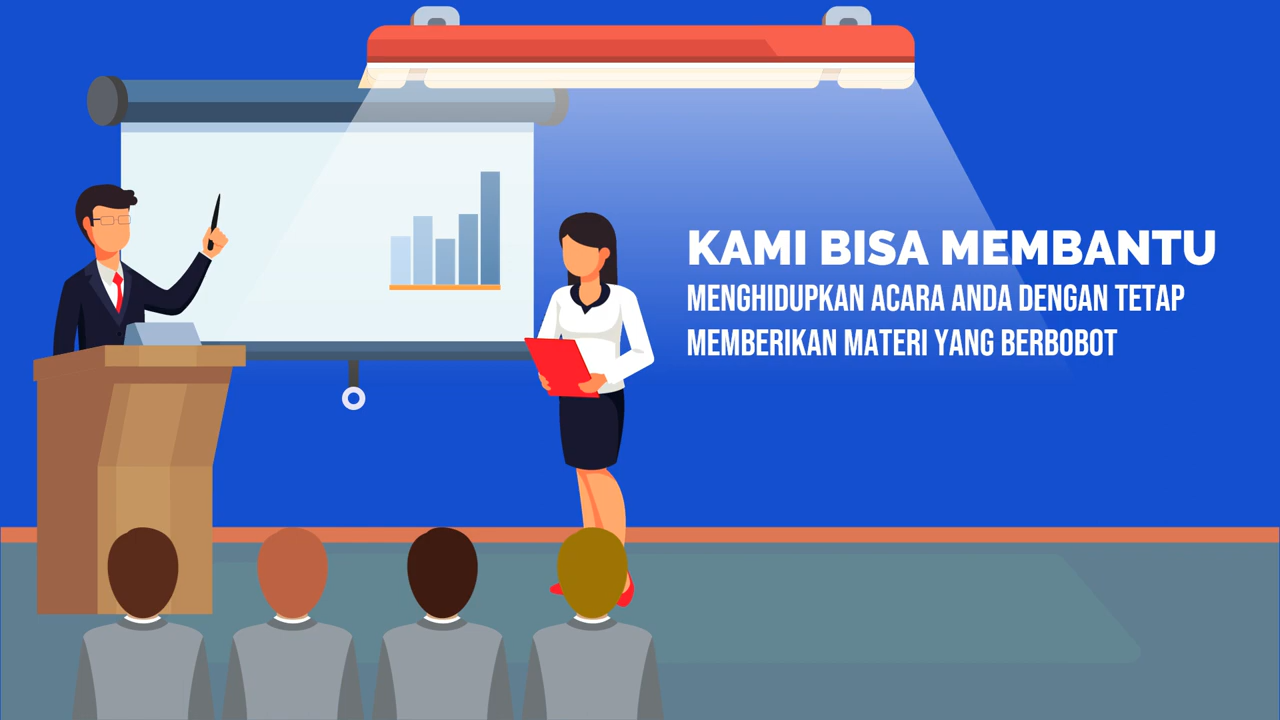 KAMI BISA MEMBANTU
MENGHIDUPKAN ACARA ANDA DENGAN TETAP
MEMBERIKAN MATERI YANG BERBOBOT